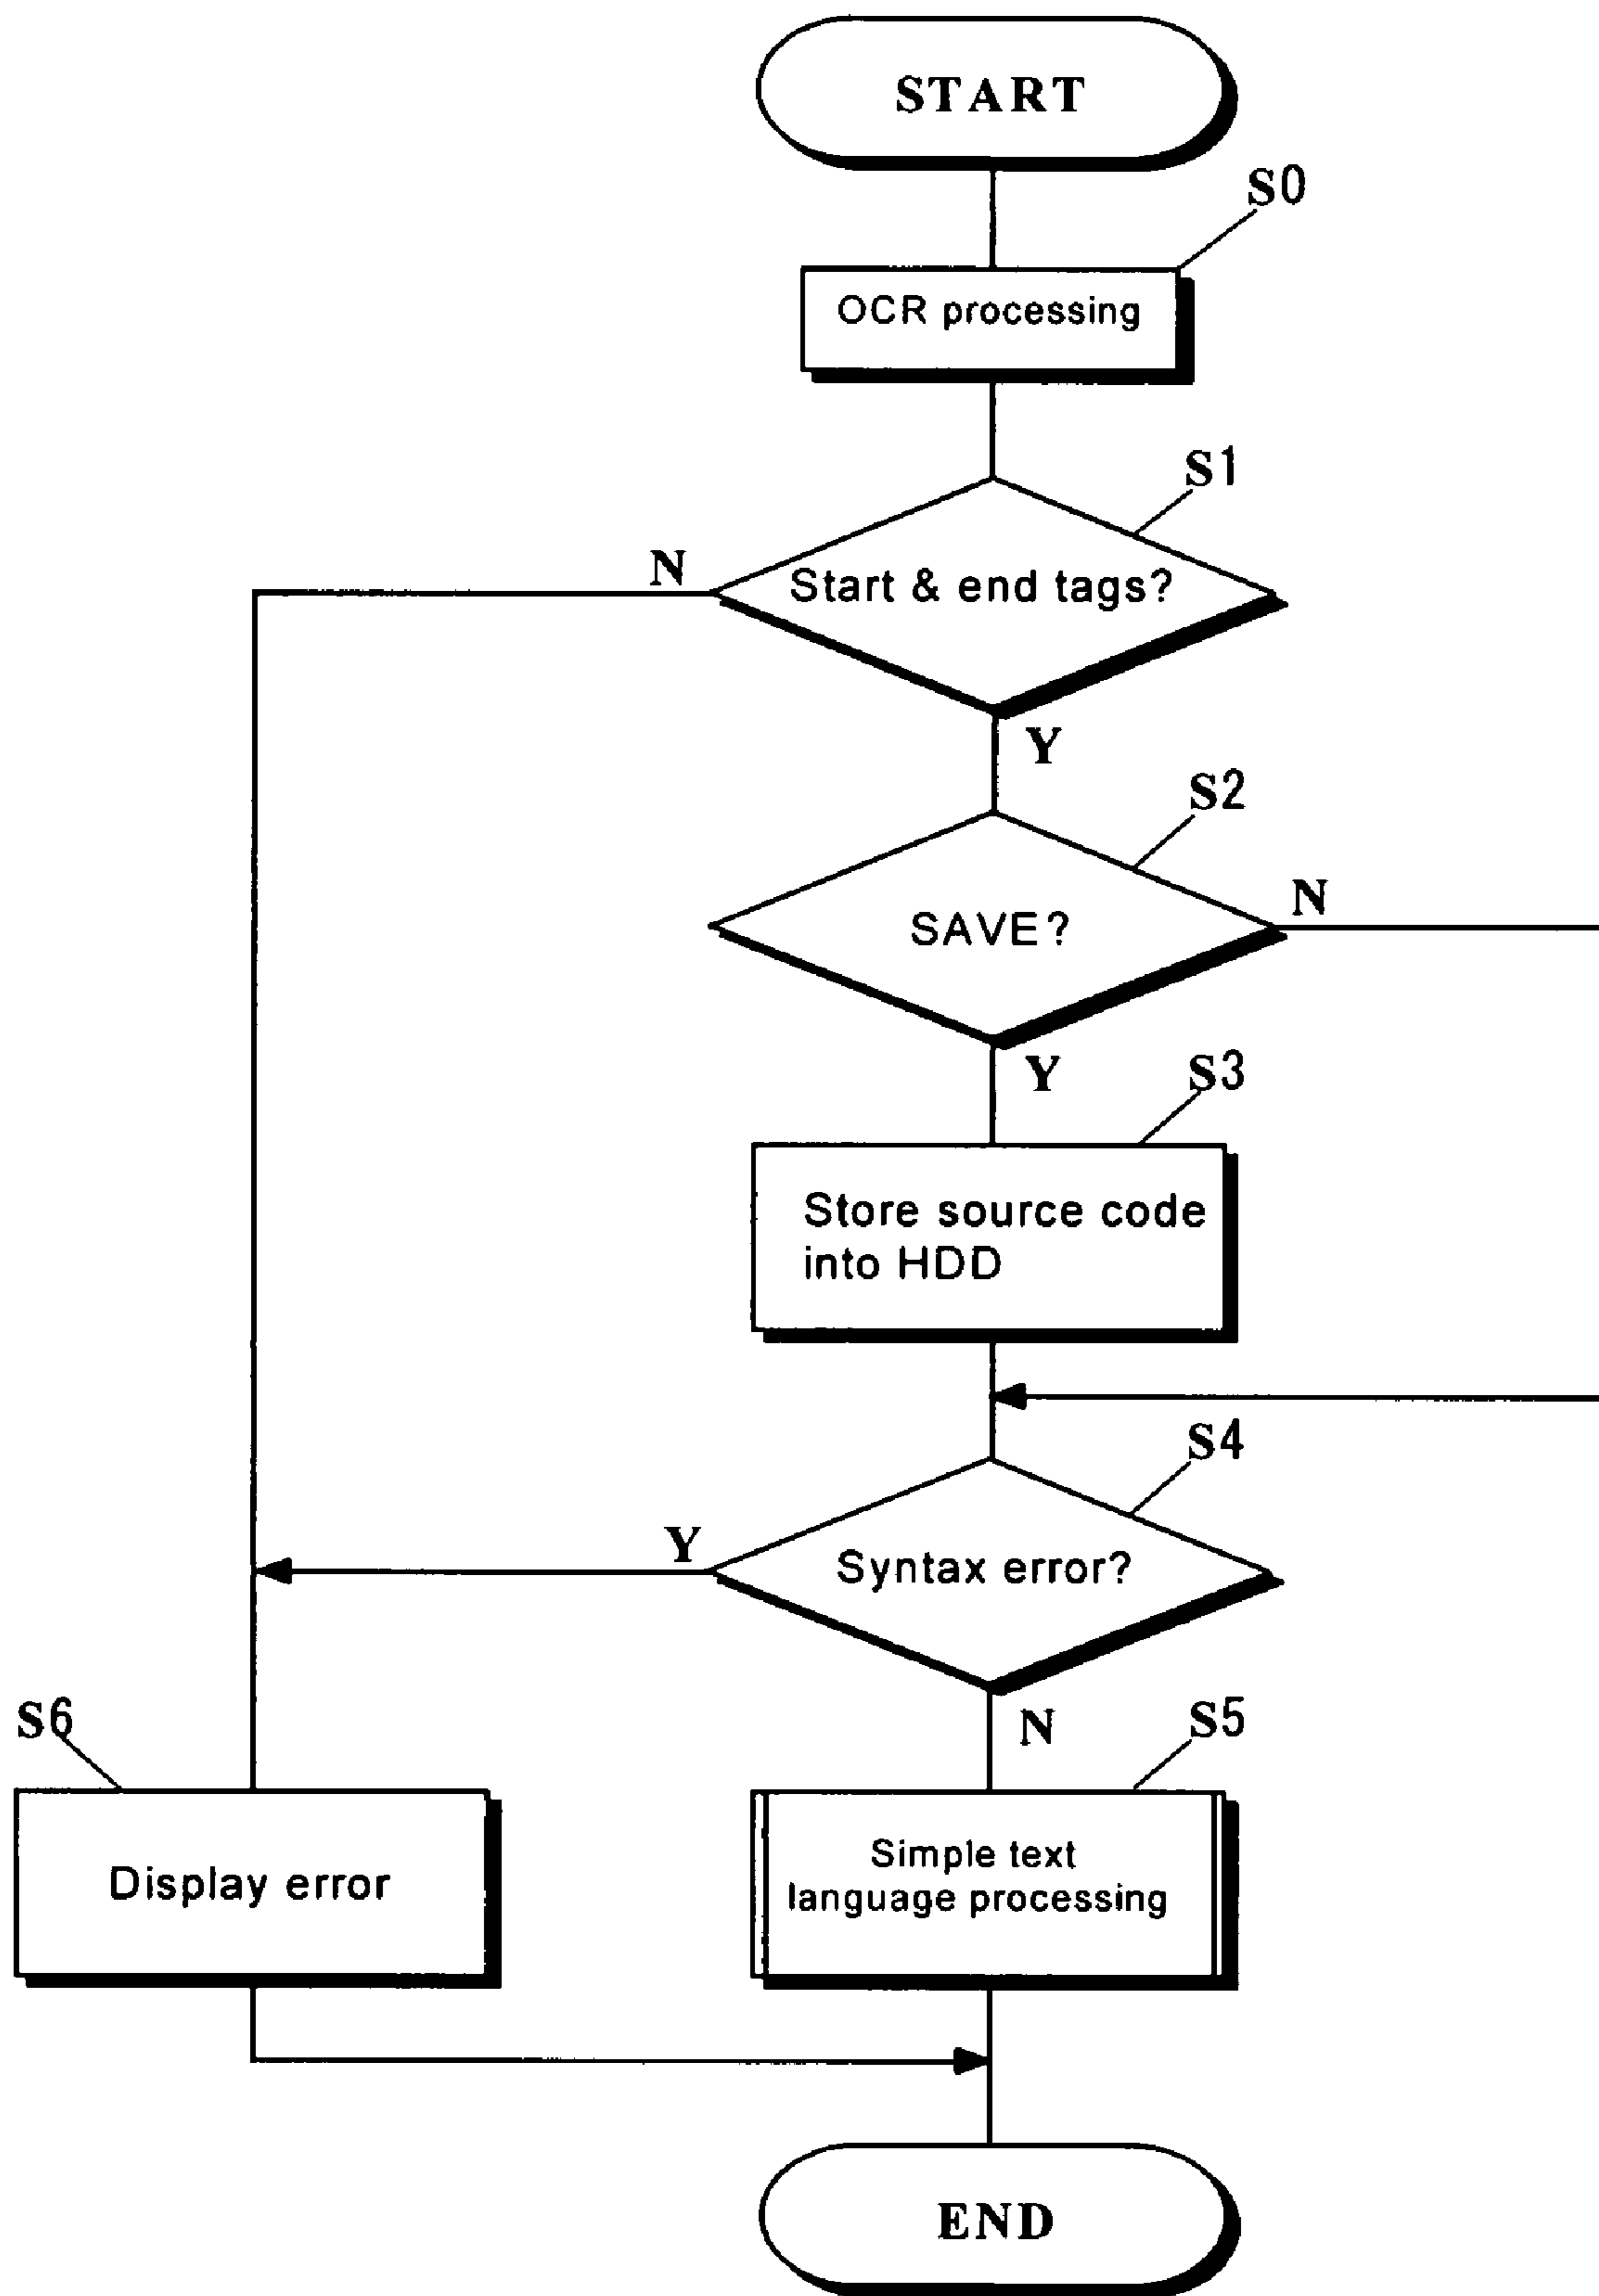 START
S0
OCR processing
S1
N
Start & end tags?
Y
S2
N
SAVE?
Y
S3
Store source code
into HDD
S4
Y
Syntax error?
N
S6
S5
Display error
Simple text
language processing
END